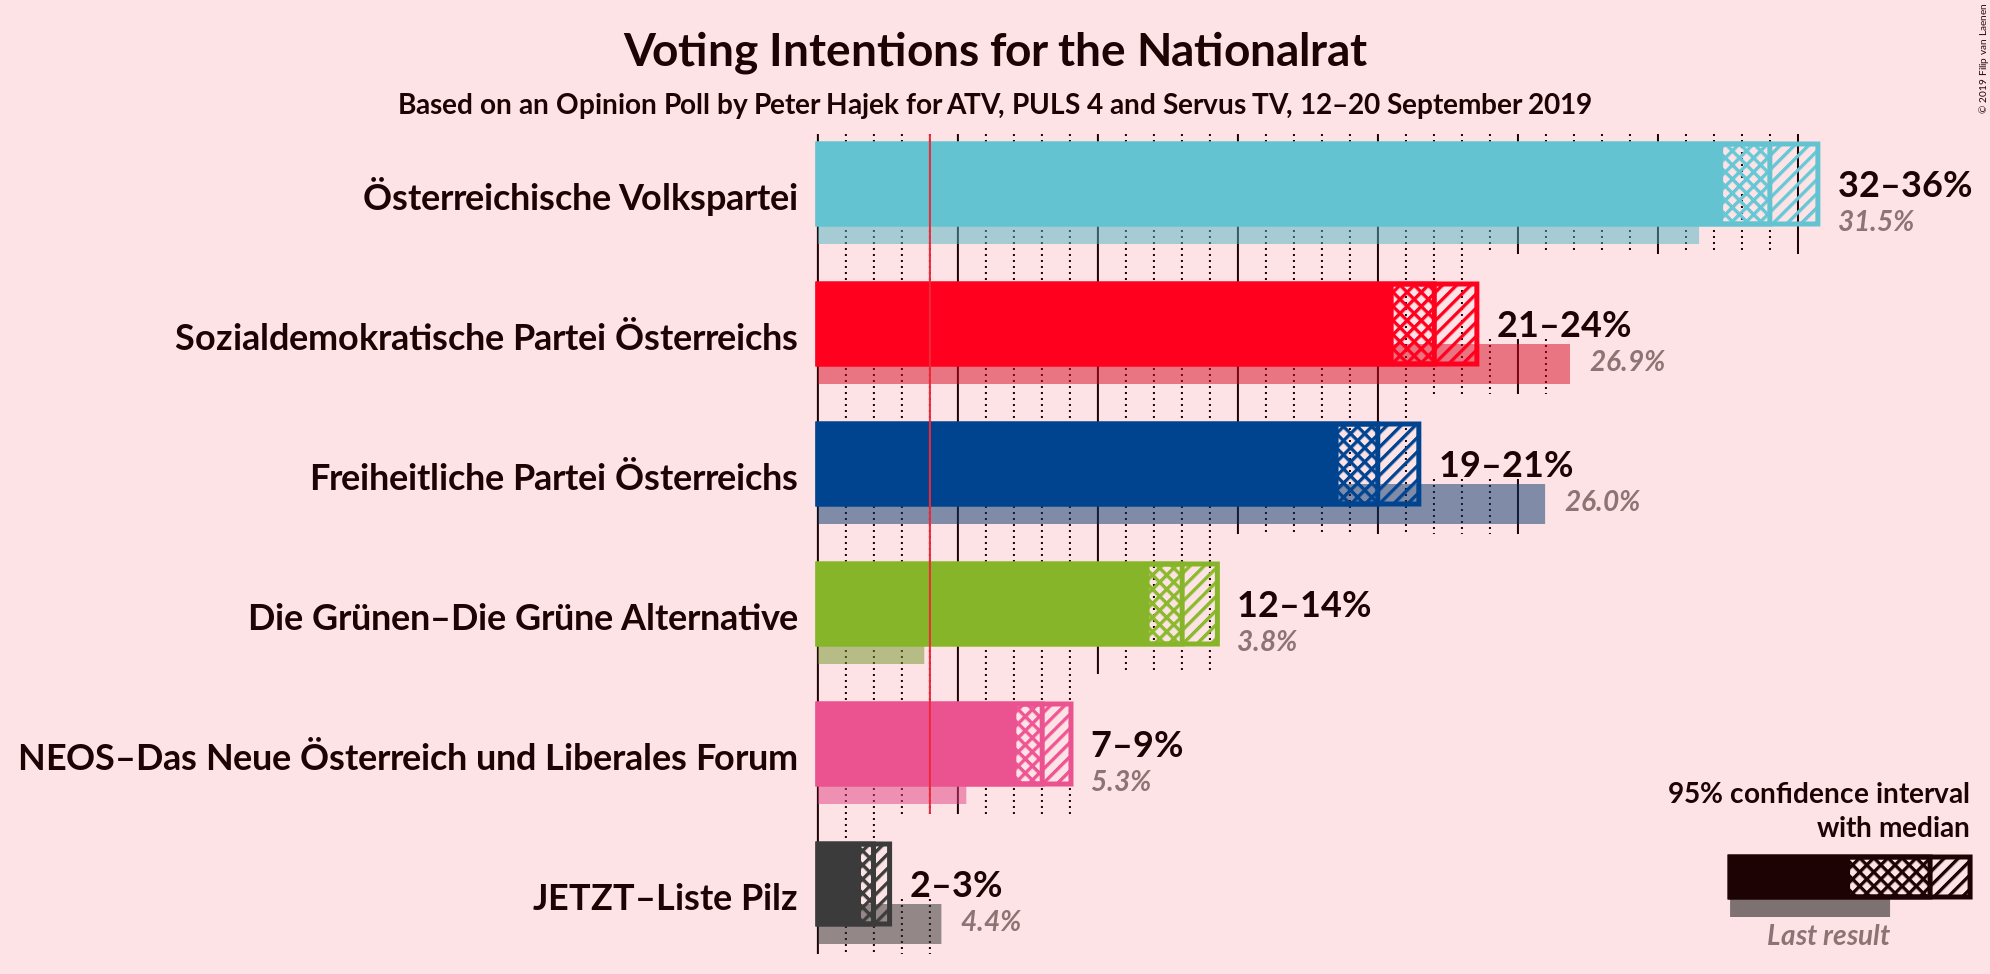 Voting Intentions for the Nationalrat
Based on an Opinion Poll by Peter Hajek for ATV, PULS 4 and Servus TV, 12–20 September 2019
© 2019 Filip van Laenen
Österreichische Volkspartei
32–36%
31.5%
Sozialdemokratische Partei Österreichs
21–24%
26.9%
Freiheitliche Partei Österreichs
19–21%
26.0%
Die Grünen–Die Grüne Alternative
12–14%
3.8%
NEOS–Das Neue Österreich und Liberales Forum
7–9%
5.3%
JETZT–Liste Pilz
2–3%
4.4%
95% confidence interval
with median
Last result